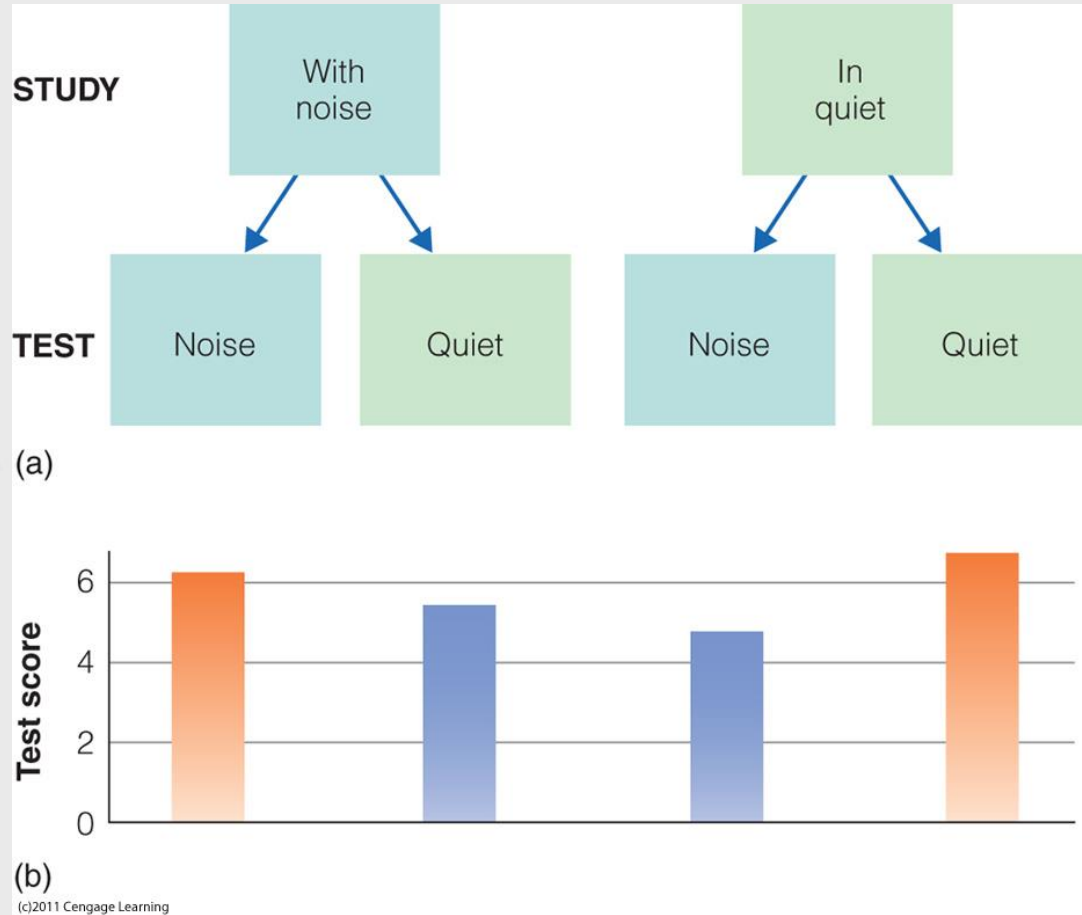 STUDY
With
noise
In
quiet
TEST
Noise
Quiet
Noise
Quiet
(a)
Test score
6
4
2
0
(b)
(c)2011 Cengage Learning